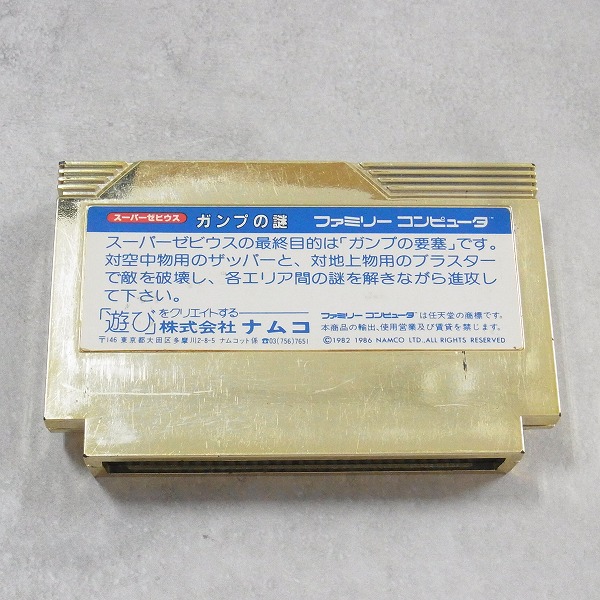 スーパーゼビウス ガンプの謎 ファミリー コンピュータ™
スーパーゼビウスの最終目的は「ガンプの要塞」です。
対空中物用のザッパーと、対地上物用のブラスター
で敵を破壊し、各エリア間の謎を解きながら進攻し
て下さい。
「遊び」をクリエイトする
株式会社 ナムコ
〒146 東京都大田区多摩川2-8-5 ナムコット係 ☎03(756)7651
ファミリー コンピュータ™は任天堂の商標です。
本商品の輸出、使用営業及び賃貸を禁じます。
©1982 1986 NAMCO LTD., ALL RIGHTS RESERVED